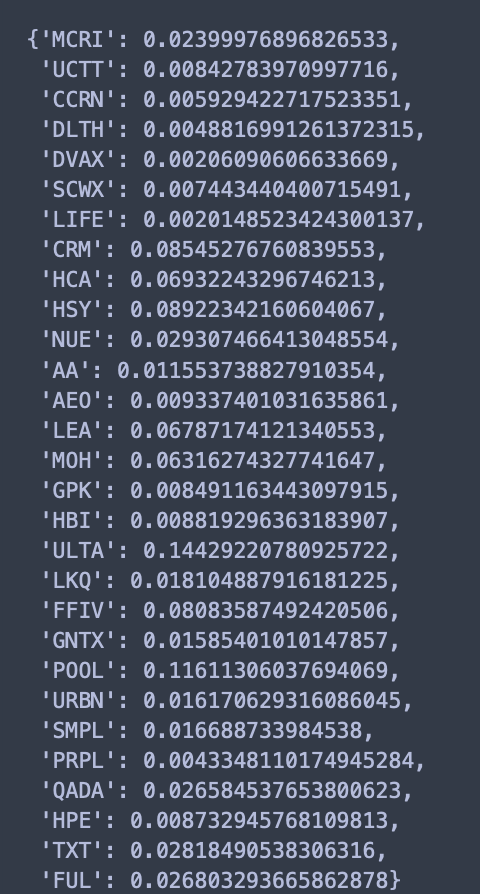 {'MCRI': 0.02399976896826533,
'UCTT': 0.00842783970997716,
'CCRN': 0.005929422717523351,
'DLTH': 0.0048816991261372315,
'DVAX': 0.00206090606633669,
'SCWX': 0.007443440400715491,
'LIFE': 0.0020148523424300137,
'CRM': 0.08545276760839553,
'HCA': 0.06932243296746213,
'HSY': 0.08922342160604067,
'NUE': 0.029307466413048554,
'AA': 0.011553738827910354,
'AEO': 0.009337401031635861,
'LEA': 0.06787174121340553,
'MOH': 0.06316274327741647,
'GPK': 0.008491163443097915,
'HBI': 0.008819296363183907,
'ULTA': 0.14429220780925722,
'LKQ': 0.018104887916181225,
'FFIV': 0.08083587492420506,
'GNTX': 0.01585401010147857,
'POOL': 0.11611306037694069,
'URBN': 0.016170629316086045,
'SMPL': 0.016688733984538,
'PRPL': 0.0043348110174945284,
'QADA': 0.026584537653800623,
'HPE': 0.008732945768109813,
'TXT': 0.02818490538306316,
'FUL': 0.026803293665862878}